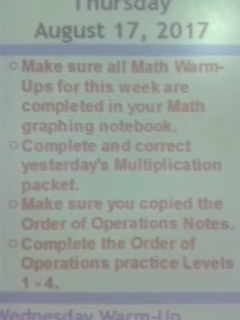 Thursday
August 17, 2017
○ Make sure all Math Warm-
Ups for this week are
completed in your Math
graphing notebook.
○ Complete and correct
yesterday's Multiplication
packet.
○ Make sure you copied the
Order of Operations Notes.
○ Complete the Order of
Operations practice Levels
1 - 4.
Wednesday Warm-Up